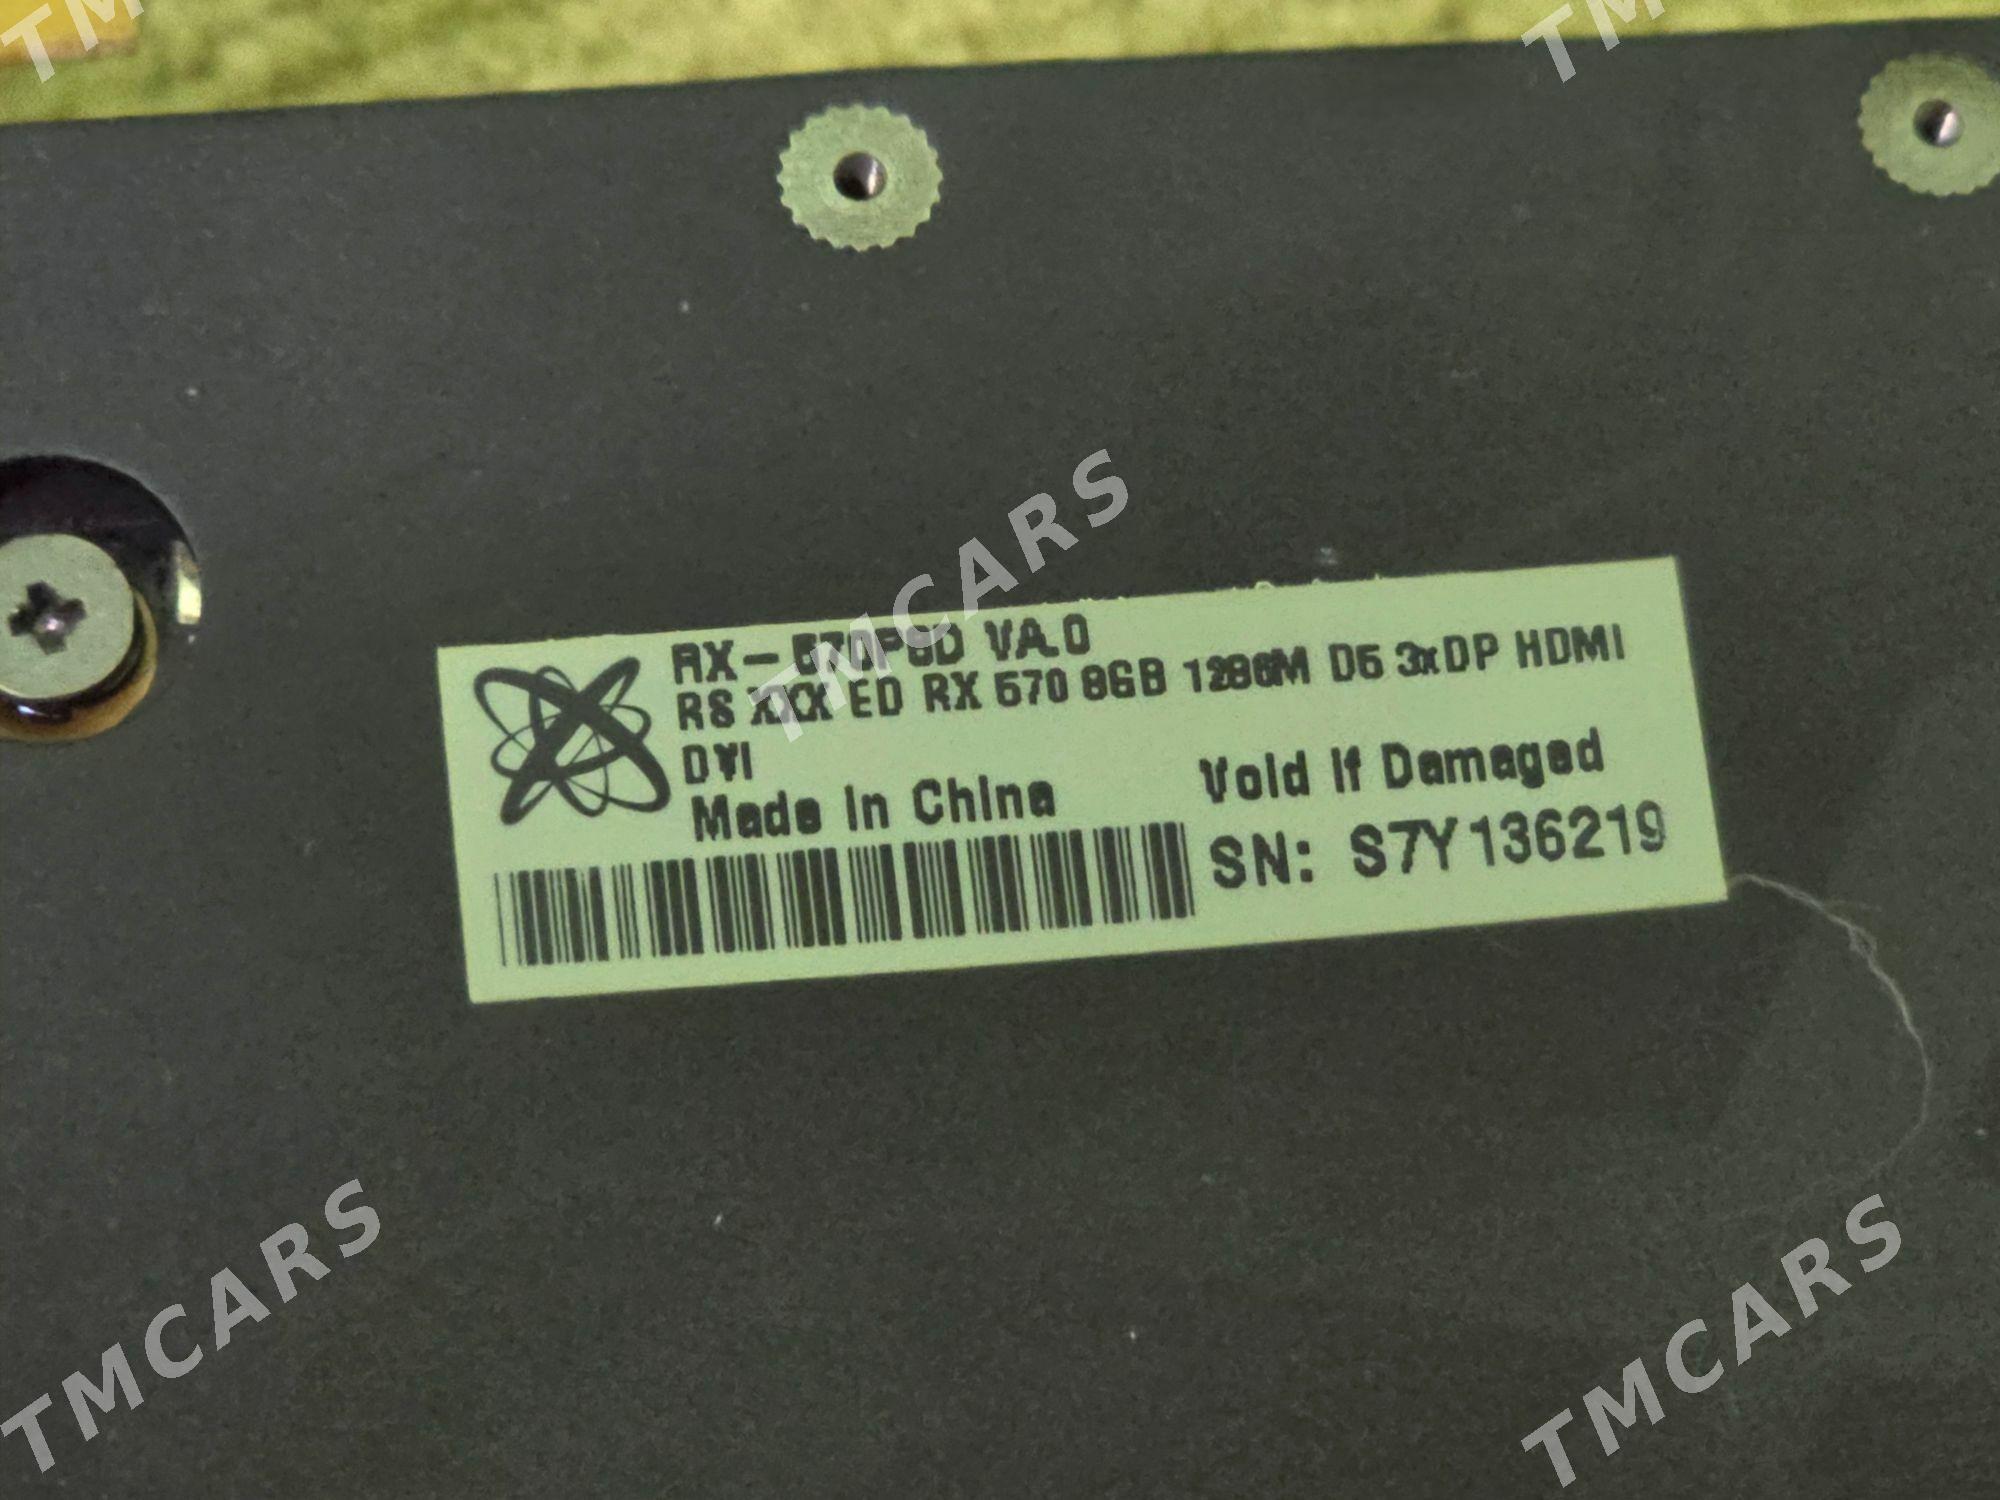 RX-570P8D VA.0
RS XXX ED RX 570 8GB 1286M D5 3xDP HDMI
DVI
Made In China
Void If Damaged
SN: S7Y136219
TMCARS
TMCARS
TMCARS